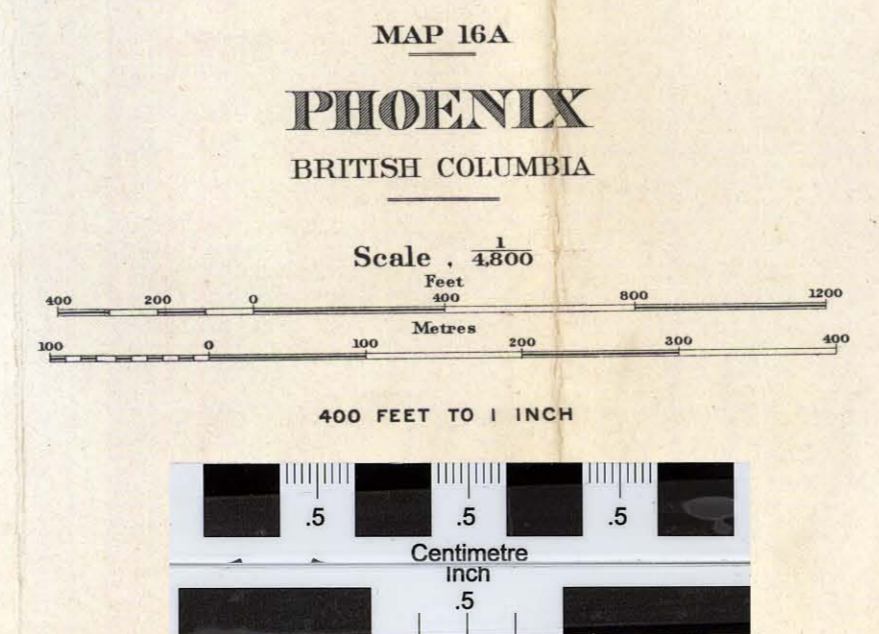 MAP 16A
PHOENIX
BRITISH COLUMBIA
Scale, 1/4,800
Feet
400 200 0 400 800 1200
Metres
100 0 100 200 300 400
400 FEET TO 1 INCH
.5 .5 .5
Centimetre
Inch
.5